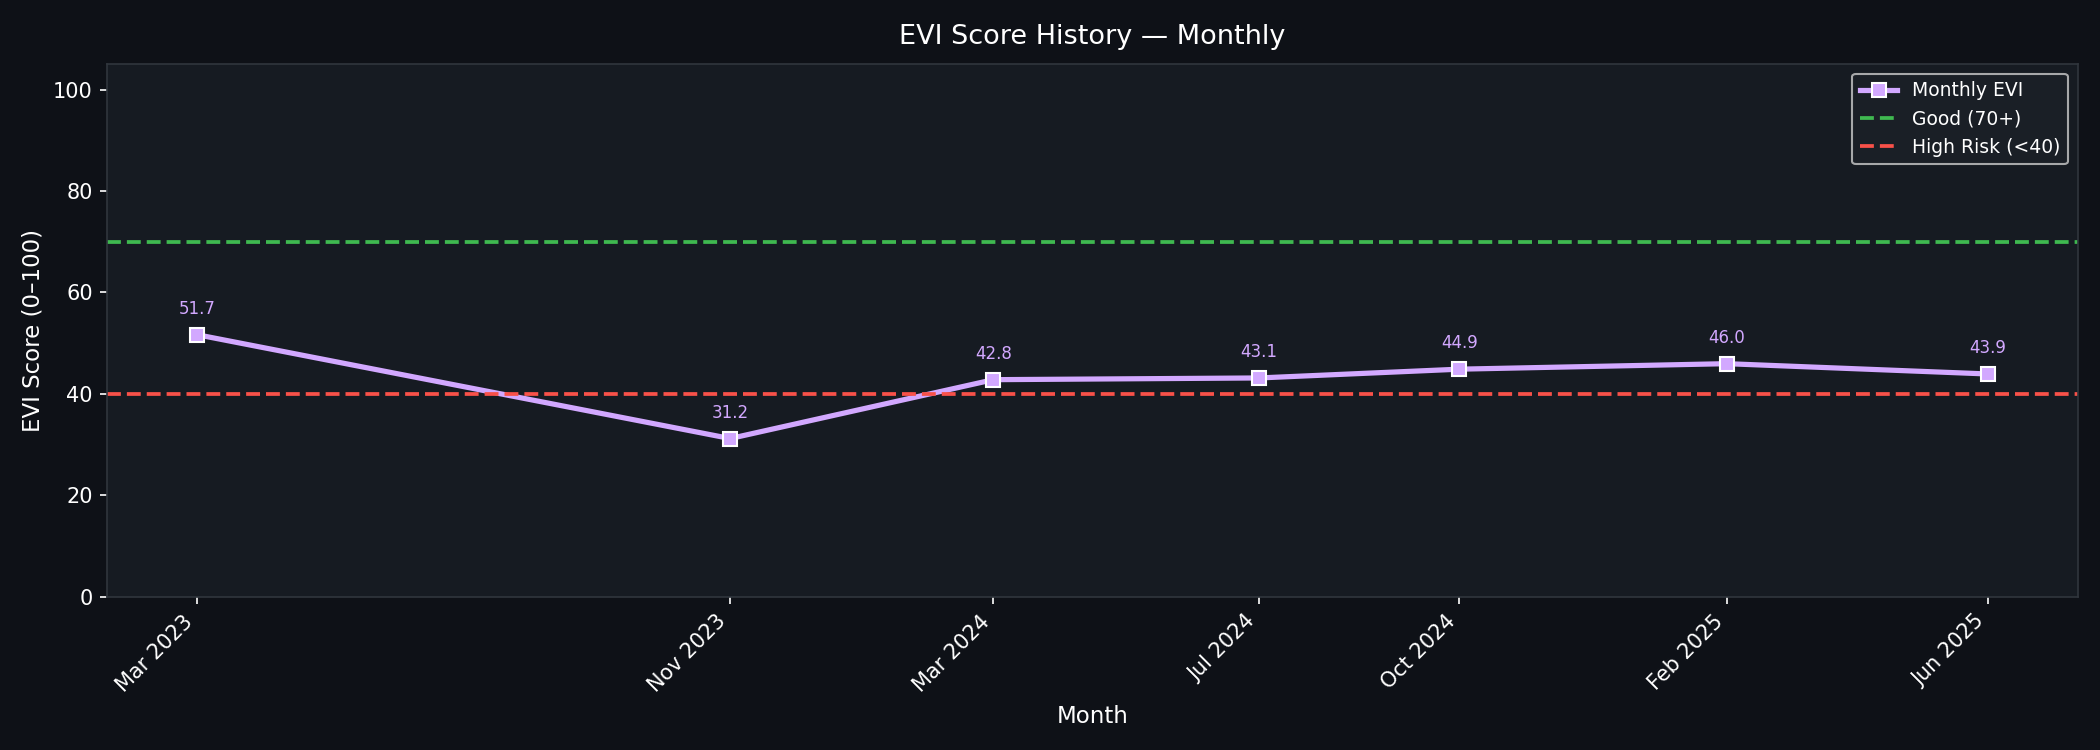 EVI Score History — Monthly
EVI Score (0–100)
100
80
60
40
20
0
Monthly EVI
Good (70+)
High Risk (<40)
51.7
31.2
42.8
43.1
44.9
46.0
43.9
Mar 2023
Nov 2023
Mar 2024
Jul 2024
Oct 2024
Feb 2025
Jun 2025
Month